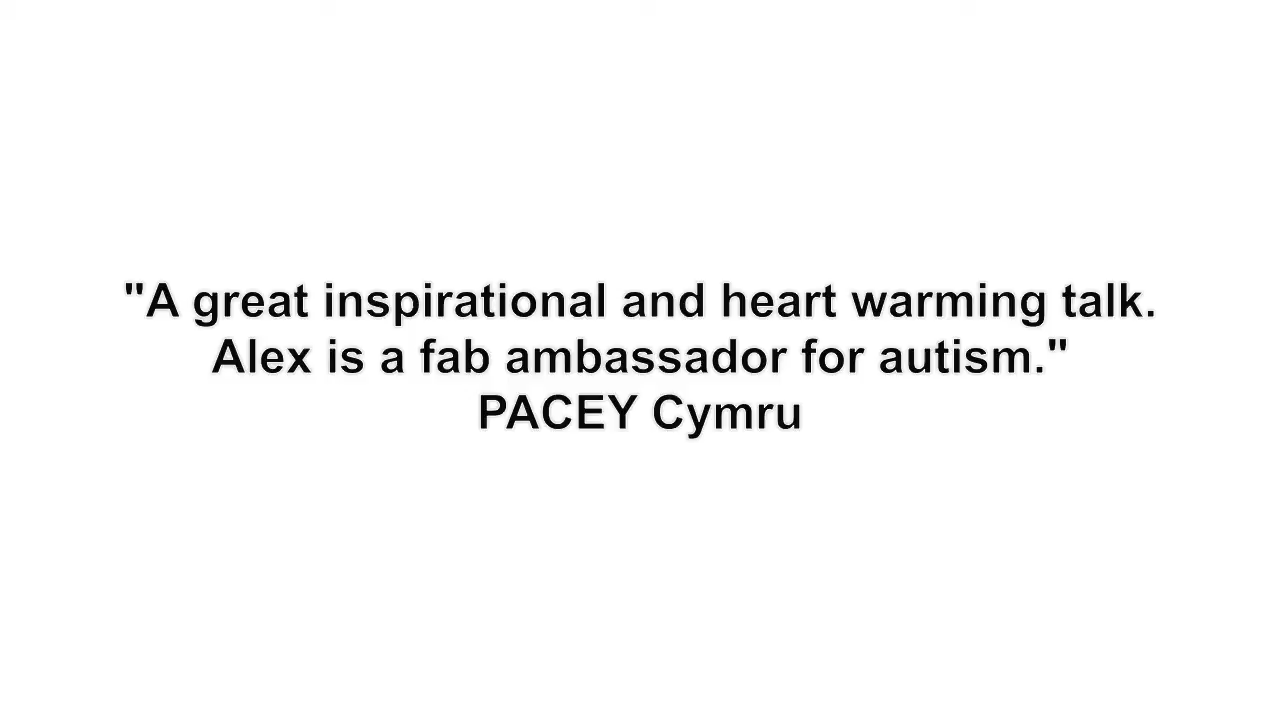 "A great inspirational and heart warming talk.
Alex is a fab ambassador for autism."
PACEY Cymru